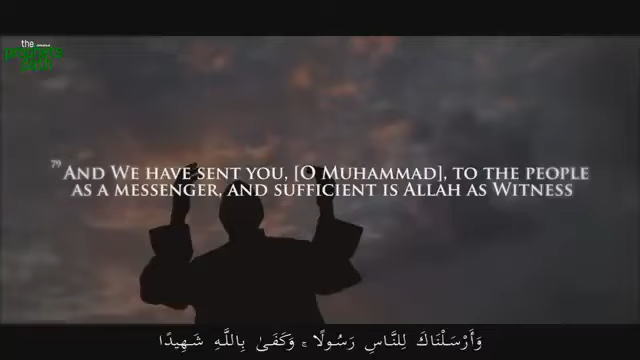 the
79 And We have sent you, [O Muhammad], to the people
as a messenger, and sufficient is Allah as Witness
وَأَرْسَلْنَاكَ لِلنَّاسِ رَسُولًا ۚ وَكَفَىٰ بِاللَّهِ شَهِيدًا